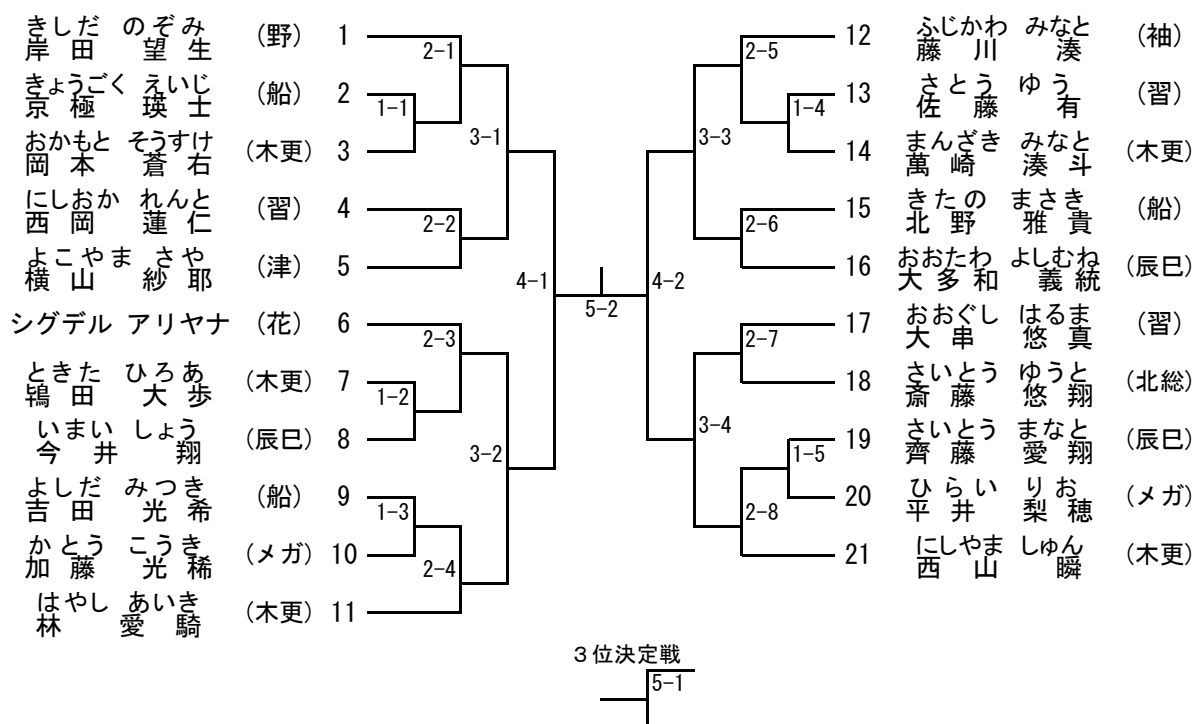 きしだ のぞみ
岸田 望生 (野) 1
きょうごく えいじ
京極 瑛士 (船) 2
おかもと そうすけ
岡本 蒼右 (木更) 3
にしおか れんと
西岡 蓮仁 (習) 4
よこやま さや
横山 紗耶 (津) 5
シグデル アリヤナ (花) 6
ときた ひろあ
鴇田 大歩 (木更) 7
いまい しょう
今井 翔 (辰巳) 8
よしだ みつき
吉田 光希 (船) 9
かとう こうき
加藤 光稀 (メガ) 10
はやし あいき
林 愛騎 (木更) 11
2-1
1-1
3-1
2-2
4-1
2-3
1-2
3-2
1-3
2-4
5-2
2-5
1-4
3-3
2-6
4-2
2-7
3-4
1-5
2-8
12 ふじかわ みなと
藤川 湊 (袖)
13 さとう ゆう
佐藤 有 (習)
14 まんざき みなと
萬崎 湊斗 (木更)
15 きたの まさき
北野 雅貴 (船)
16 おおたわ よしむね
大多和 義統 (辰巳)
17 おおぐし はるま
大串 悠真 (習)
18 さいとう ゆうと
斎藤 悠翔 (北総)
19 さいとう まなと
齊藤 愛翔 (辰巳)
20 ひらい りお
平井 梨穂 (メガ)
21 にしやま しゅん
西山 瞬 (木更)
３位決定戦
5-1